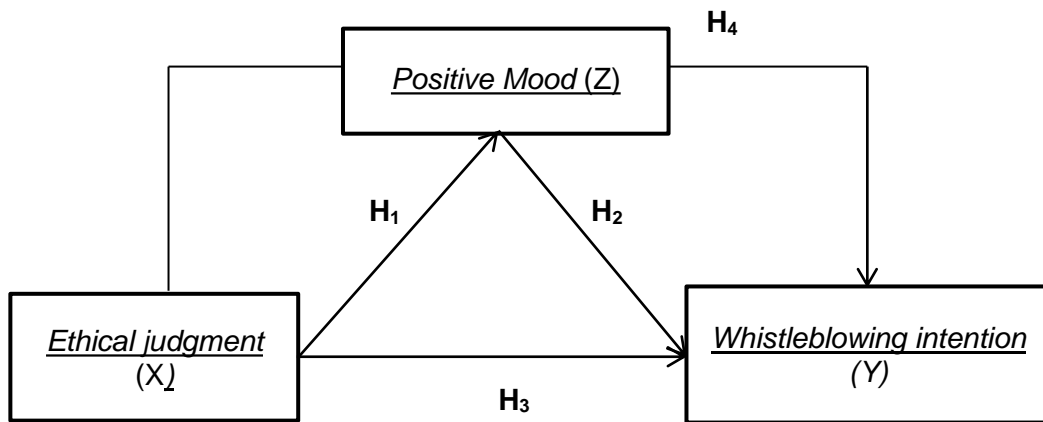 H₄
Positive Mood (Z)
H₁
H₂
Ethical judgment
(X)
Whistleblowing intention
(Y)
H₃